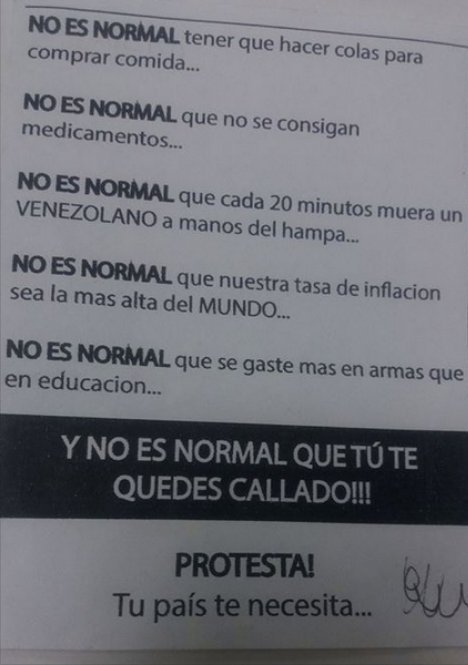 NO ES NORMAL tener que hacer colas para
comprar comida...
NO ES NORMAL que no se consigan
medicamentos...
NO ES NORMAL que cada 20 minutos muera un
VENEZOLANO a manos del hampa...
NO ES NORMAL que nuestra tasa de inflacion
sea la mas alta del MUNDO...
NO ES NORMAL que se gaste mas en armas que
en educacion...
Y NO ES NORMAL QUE TÚ TE
QUEDES CALLADO!!!
PROTESTA!
Tu país te necesita...